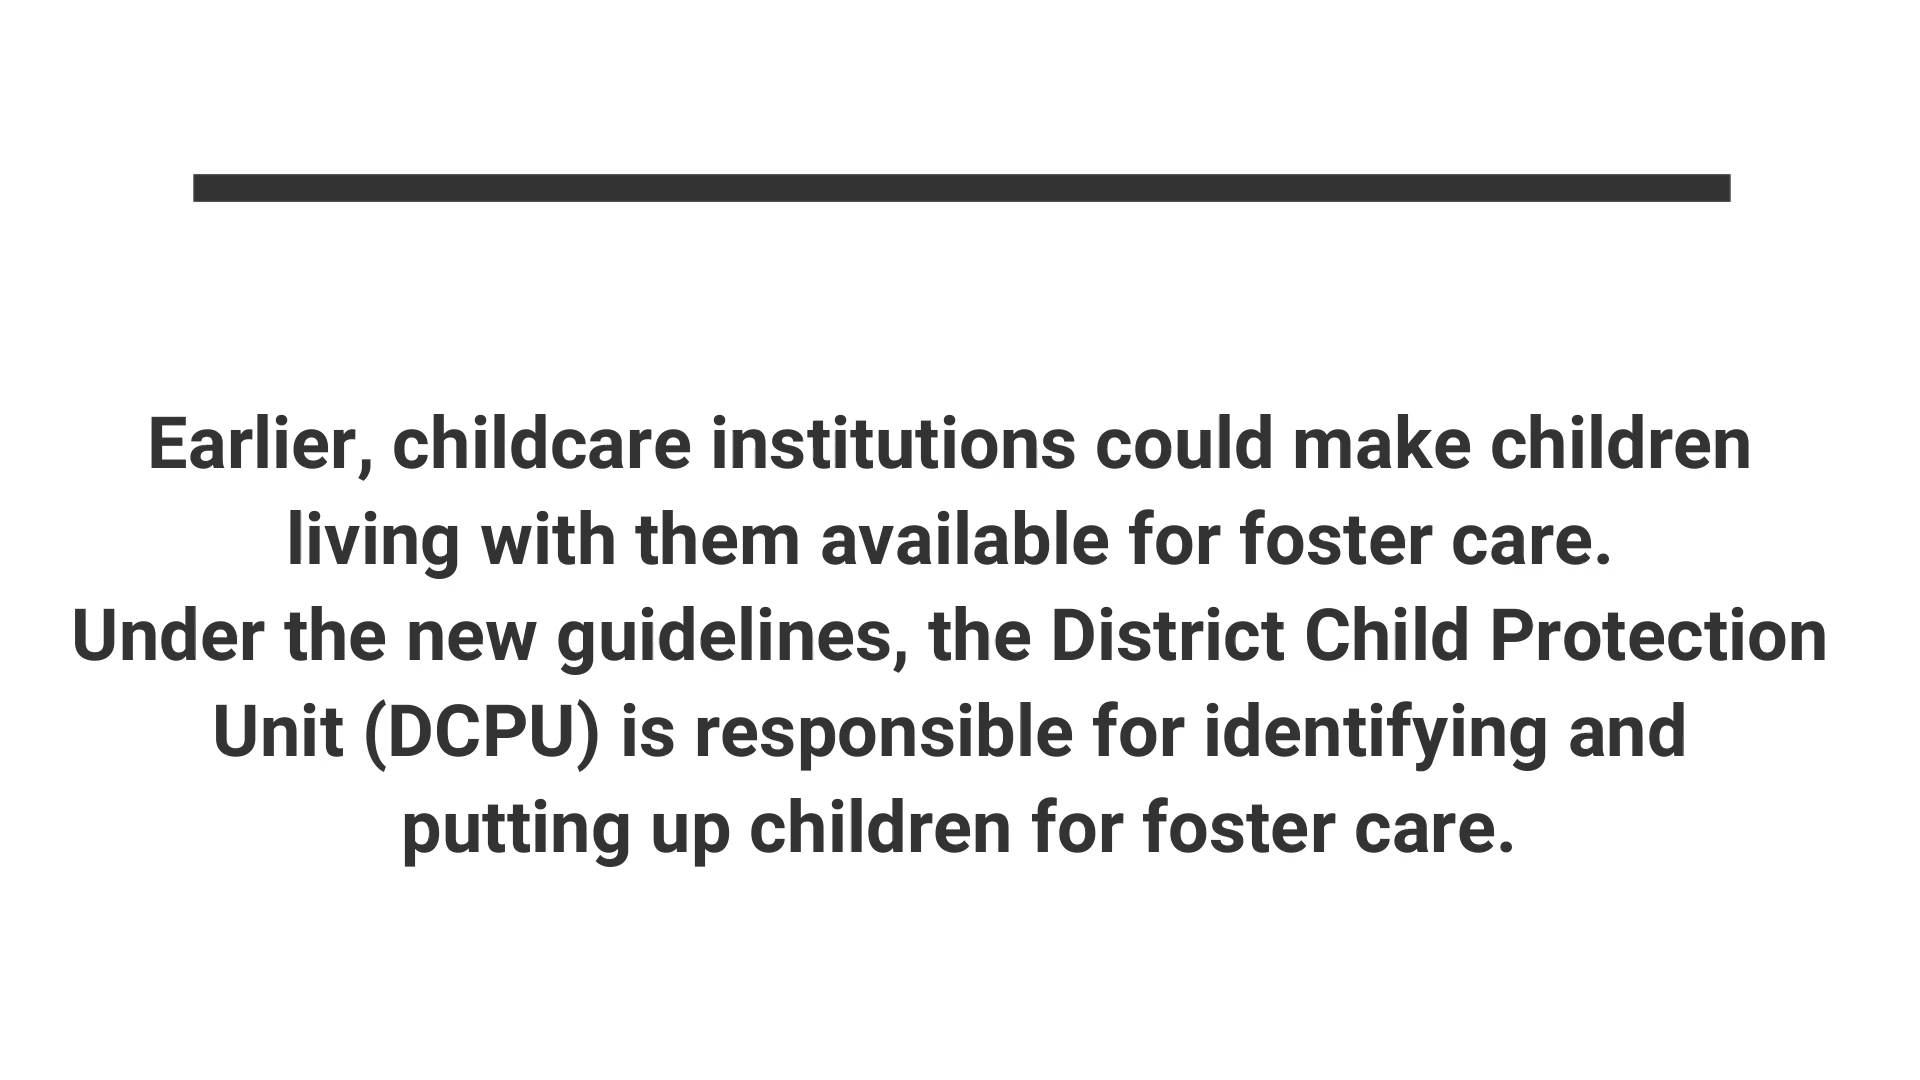 Earlier, childcare institutions could make children
living with them available for foster care.
Under the new guidelines, the District Child Protection
Unit (DCPU) is responsible for identifying and
putting up children for foster care.